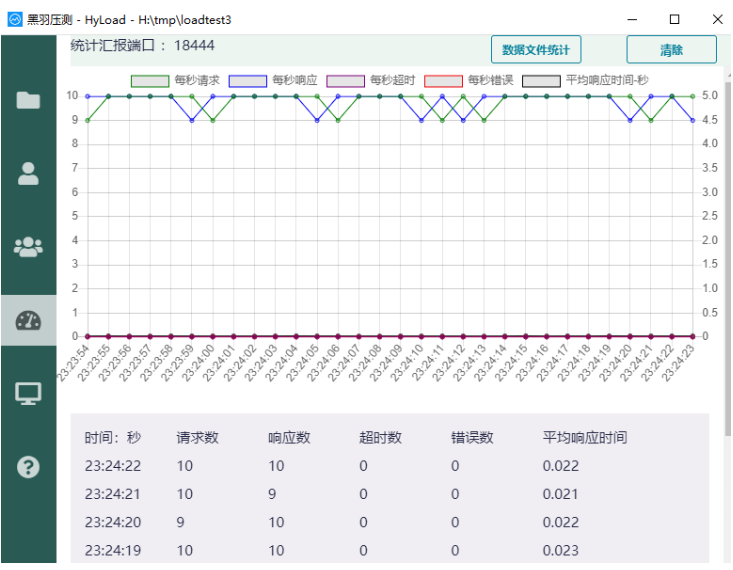 黑羽压测 - HyLoad - H:\tmp\loadtest3
统计汇报端口 ： 18444 数据文件统计 清除
每秒请求 每秒响应 每秒超时 每秒错误 平均响应时间-秒
10 5.0
9 4.5
8 4.0
7 3.5
6 3.0
5 2.5
4 2.0
3 1.5
2 1.0
1 0.5
0 0
23:23:54 23:23:55 23:23:56 23:23:57 23:23:58 23:23:59 23:24:00 23:24:01 23:24:02 23:24:03 23:24:04 23:24:05 23:24:06 23:24:07 23:24:08 23:24:09 23:24:10 23:24:11 23:24:12 23:24:13 23:24:14 23:24:15 23:24:16 23:24:17 23:24:18 23:24:19 23:24:20 23:24:21 23:24:22 23:24:23
时间：秒 请求数 响应数 超时数 错误数 平均响应时间
23:24:22 10 10 0 0 0.022
23:24:21 10 9 0 0 0.021
23:24:20 9 10 0 0 0.022
23:24:19 10 10 0 0 0.023